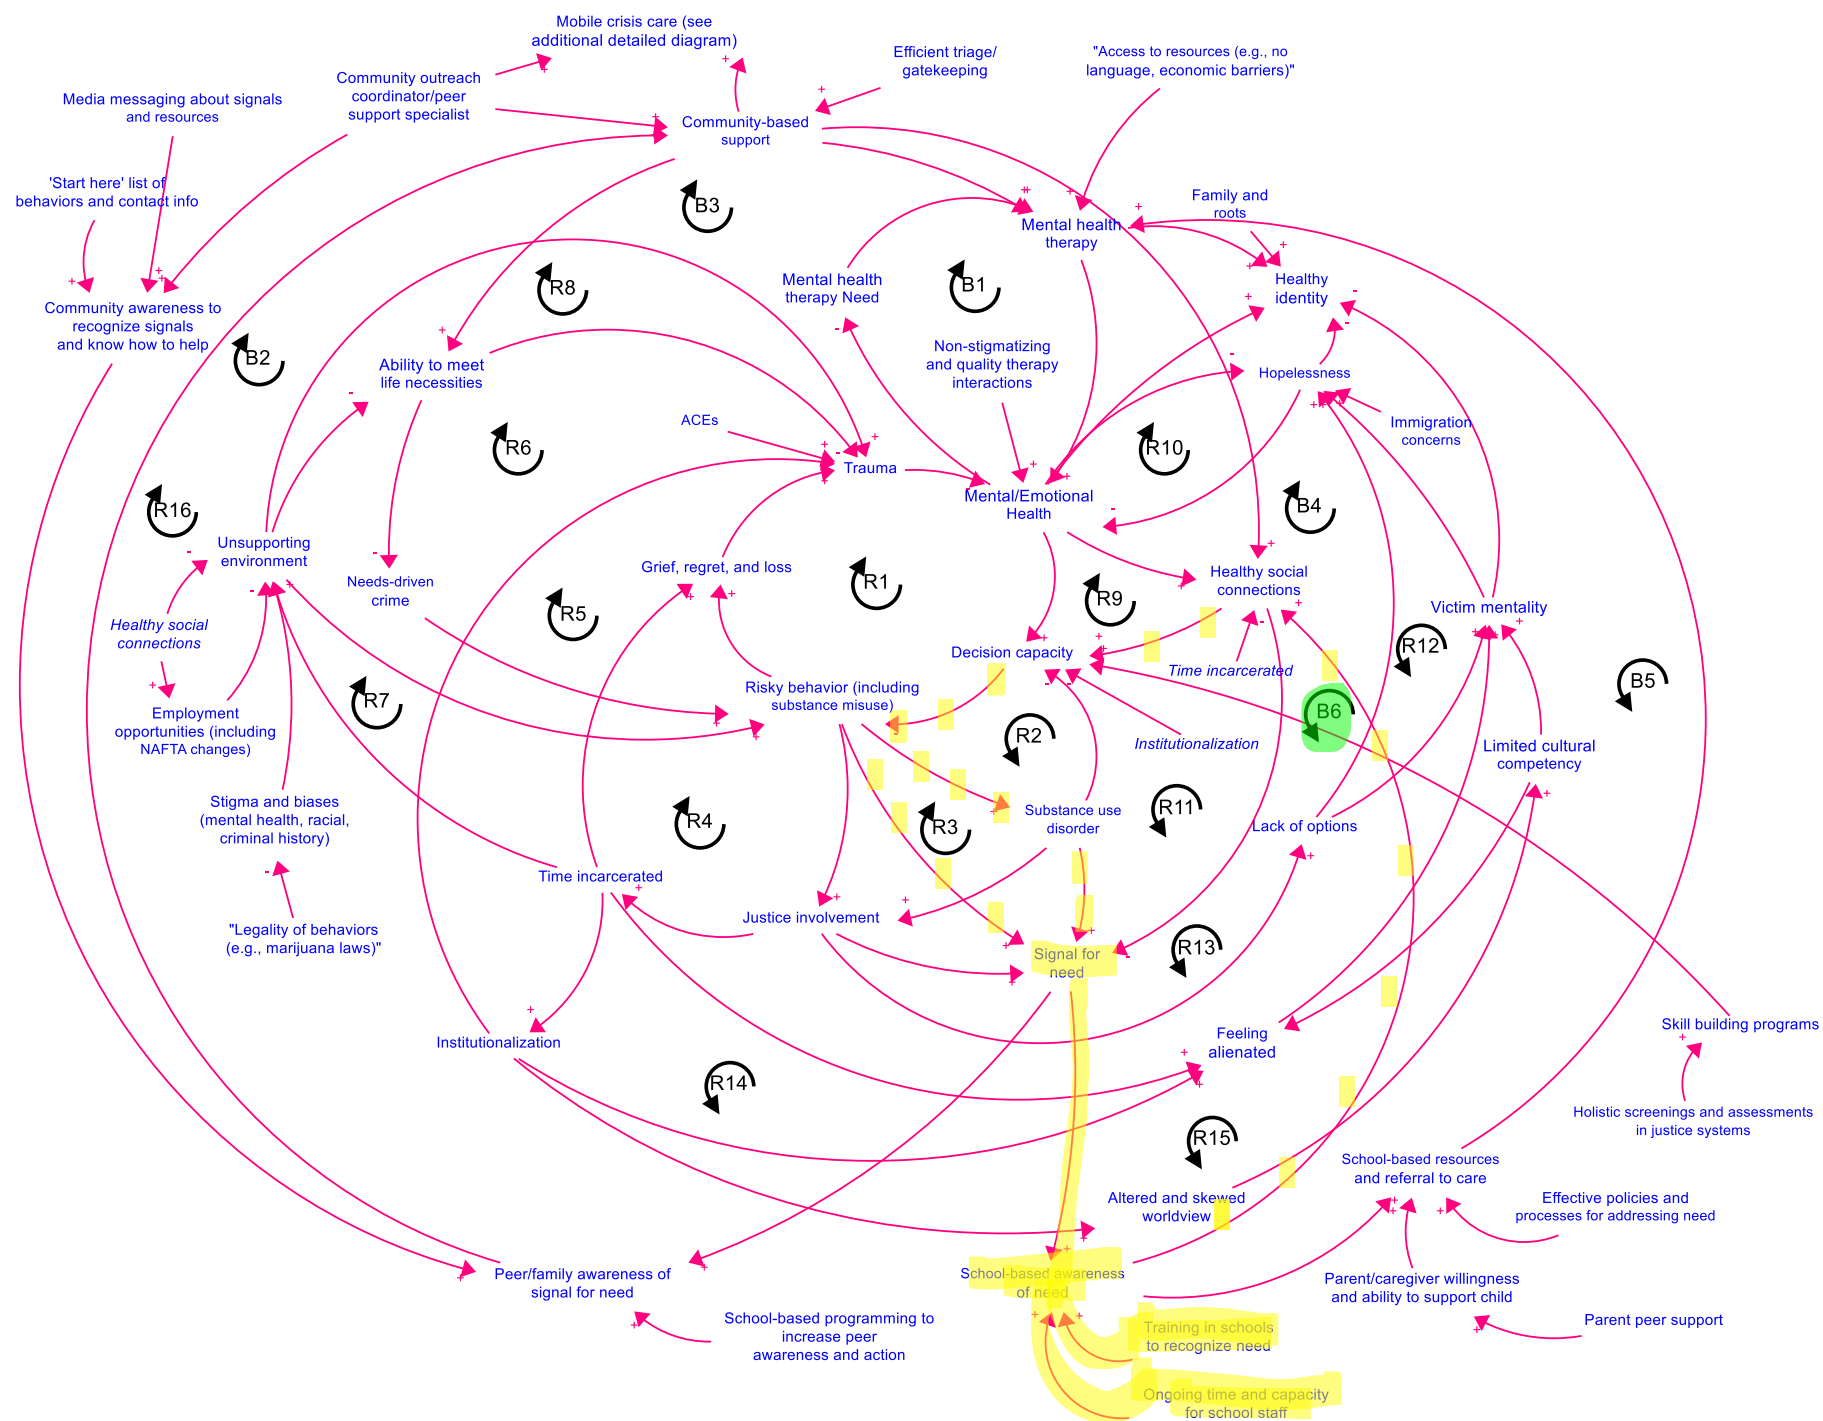 Mobile crisis care (see
additional detailed diagram)
Efficient triage/
gatekeeping
"Access to resources (e.g., no
language, economic barriers)"
Community outreach
coordinator/peer
support specialist
Media messaging about signals
and resources
Community-based
support
'Start here' list of
behaviors and contact info
B3
Family and
roots
Mental health
therapy
Mental health
therapy Need
R8
B1
Healthy
identity
Community awareness to
recognize signals
and know how to help
B2
Ability to meet
life necessities
Non-stigmatizing
and quality therapy
interactions
Hopelessness
ACEs
R6
R10
Immigration
concerns
Trauma
Mental/Emotional
Health
R16
B4
Unsupporting
environment
Needs-driven
crime
Grief, regret, and loss
R1
Healthy social
connections
R9
R5
Victim mentality
Healthy social
connections
Decision capacity
Time incarcerated
R12
B5
R7
Risky behavior (including
substance misuse)
B6
Employment
opportunities (including
NAFTA changes)
R2
Institutionalization
Limited cultural
competency
Stigma and biases
(mental health, racial,
criminal history)
R4
R3
Substance use
disorder
R11
Lack of options
Time incarcerated
Justice involvement
"Legality of behaviors
(e.g., marijuana laws)"
Signal for
need
R13
Institutionalization
Feeling
alienated
Skill building programs
R14
Holistic screenings and assessments
in justice systems
R15
School-based resources
and referral to care
Altered and skewed
worldview
Effective policies and
processes for addressing need
Peer/family awareness of
signal for need
School-based awareness
of need
Parent/caregiver willingness
and ability to support child
School-based programming to
increase peer
awareness and action
Training in schools
to recognize need
Parent peer support
Ongoing time and capacity
for school staff